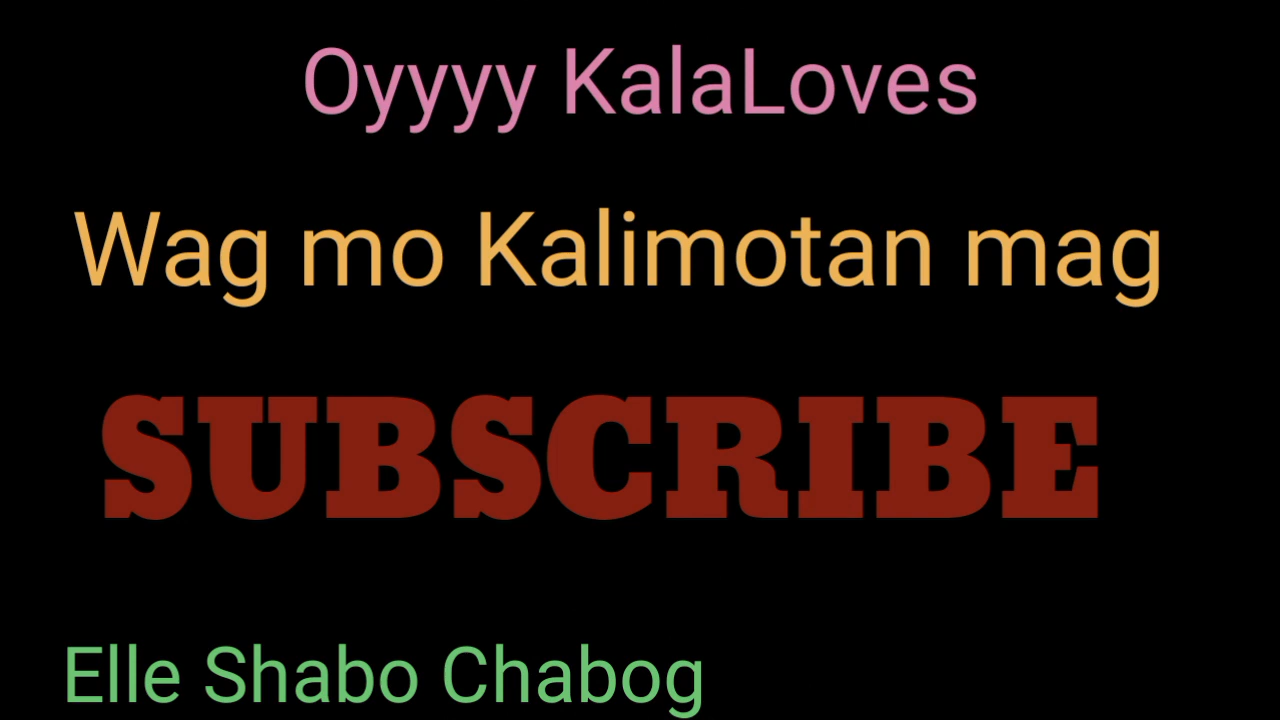 Oyyyy KalaLoves
Wag mo Kalimotan mag
SUBSCRIBE
Elle Shabo Chabog